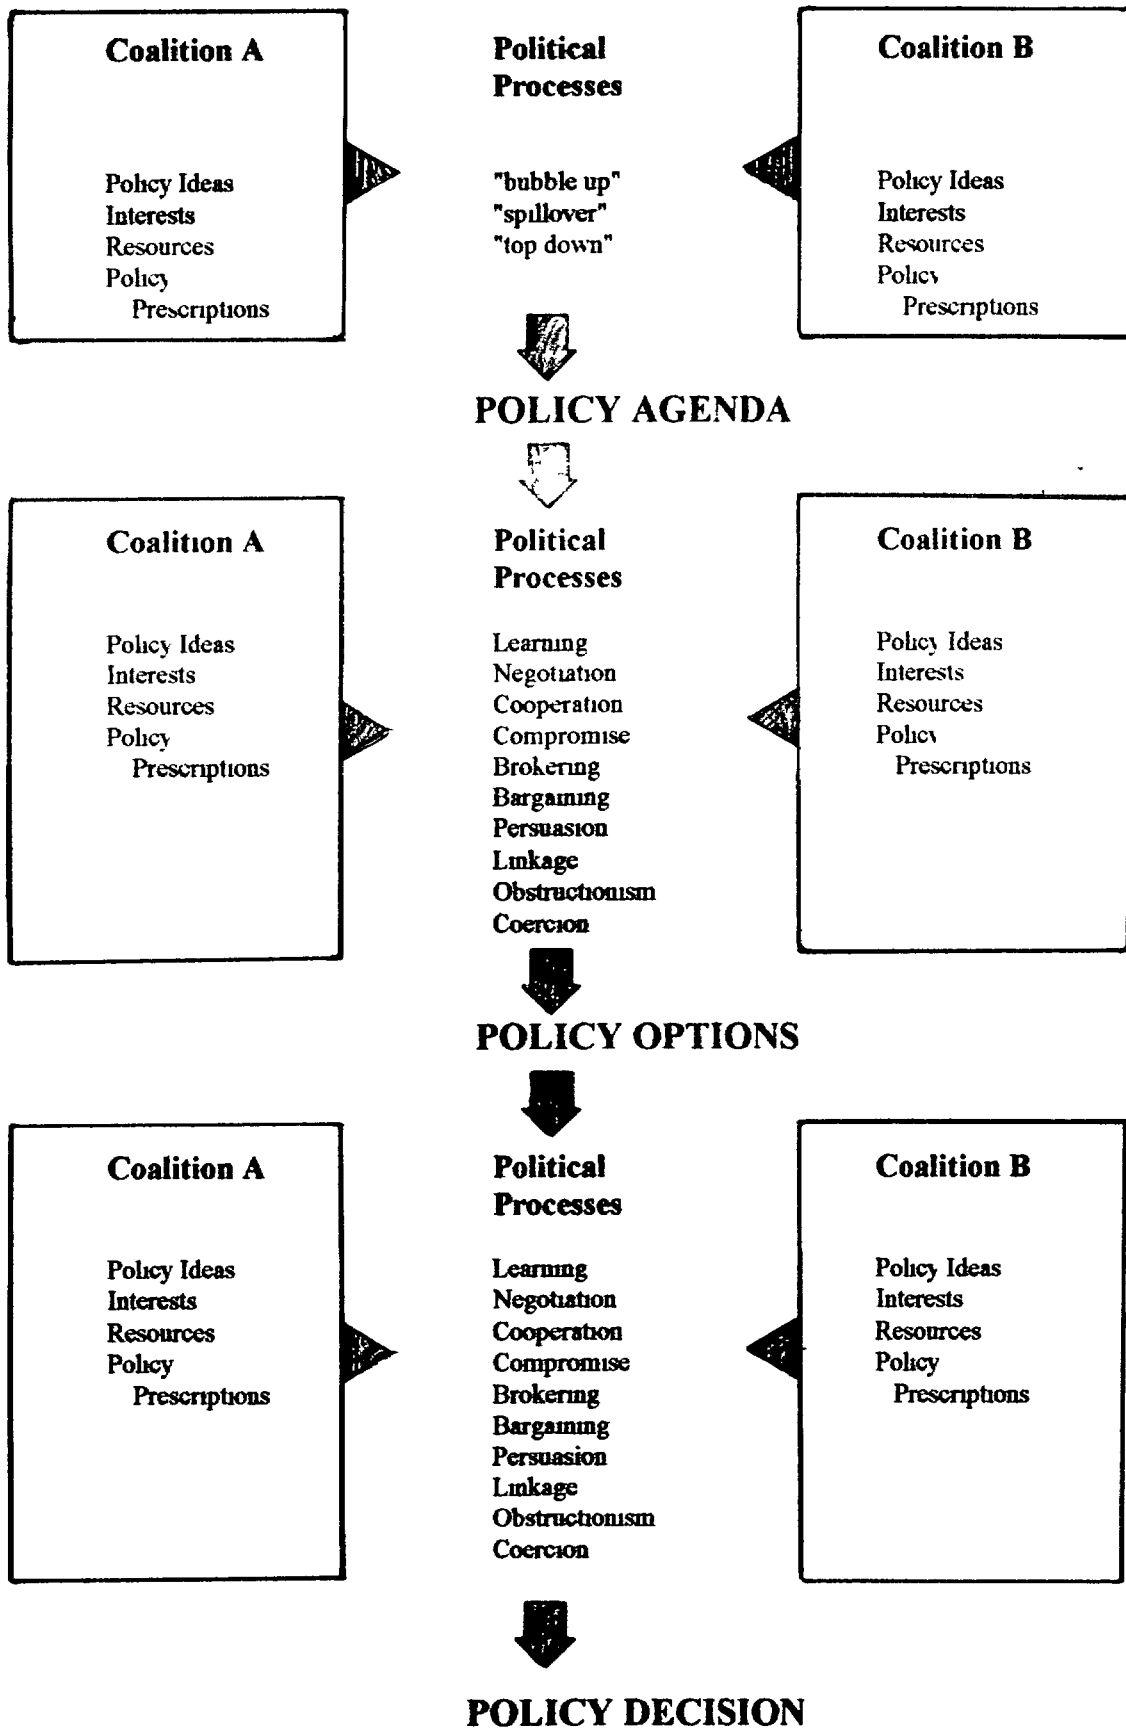 Coalition A
Policy Ideas
Interests
Resources
Policy
Prescriptions
Political
Processes
"bubble up"
"spillover"
"top down"
Coalition B
Policy Ideas
Interests
Resources
Policy
Prescriptions
POLICY AGENDA
Coalition A
Policy Ideas
Interests
Resources
Policy
Prescriptions
Political
Processes
Learning
Negotiation
Cooperation
Compromise
Brokering
Bargaining
Persuasion
Linkage
Obstructionism
Coercion
Coalition B
Policy Ideas
Interests
Resources
Policy
Prescriptions
POLICY OPTIONS
Coalition A
Policy Ideas
Interests
Resources
Policy
Prescriptions
Political
Processes
Learning
Negotiation
Cooperation
Compromise
Brokering
Bargaining
Persuasion
Linkage
Obstructionism
Coercion
Coalition B
Policy Ideas
Interests
Resources
Policy
Prescriptions
POLICY DECISION